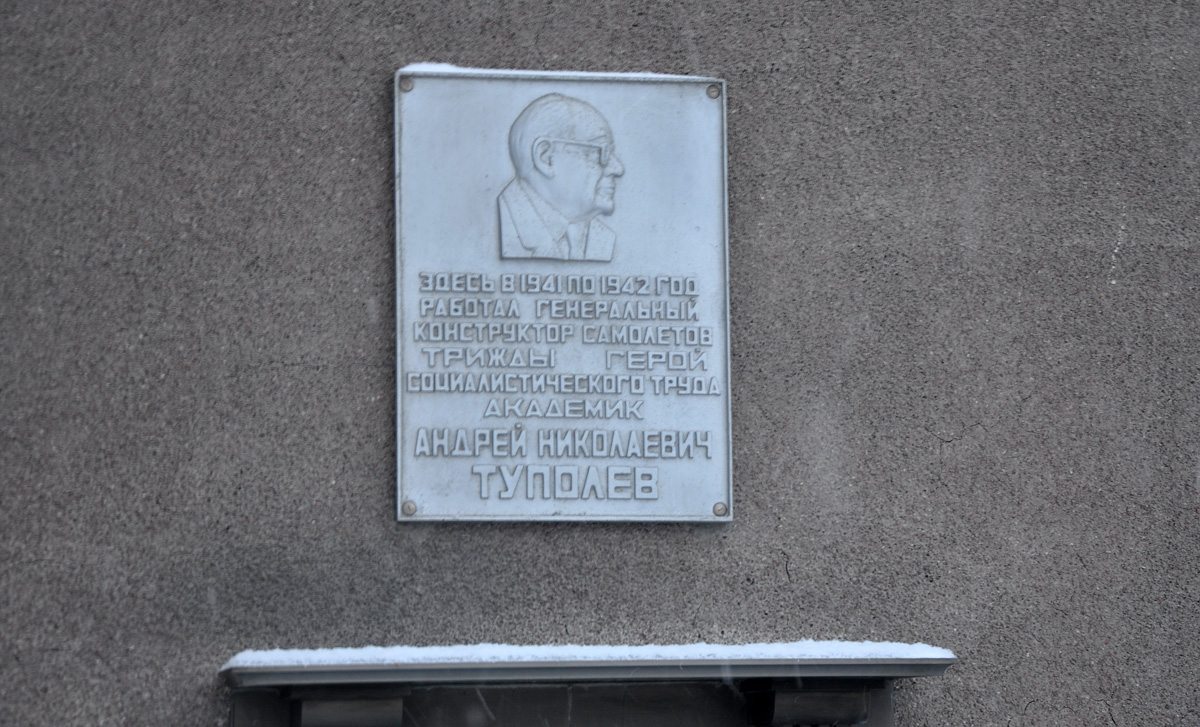 ЗДЕСЬ В 1941 ПО 1942 ГОД
РАБОТАЛ ГЕНЕРАЛЬНЫЙ
КОНСТРУКТОР САМОЛЕТОВ
ТРИЖДЫ ГЕРОЙ
СОЦИАЛИСТИЧЕСКОГО ТРУДА
АКАДЕМИК
АНДРЕЙ НИКОЛАЕВИЧ
ТУПОЛЕВ